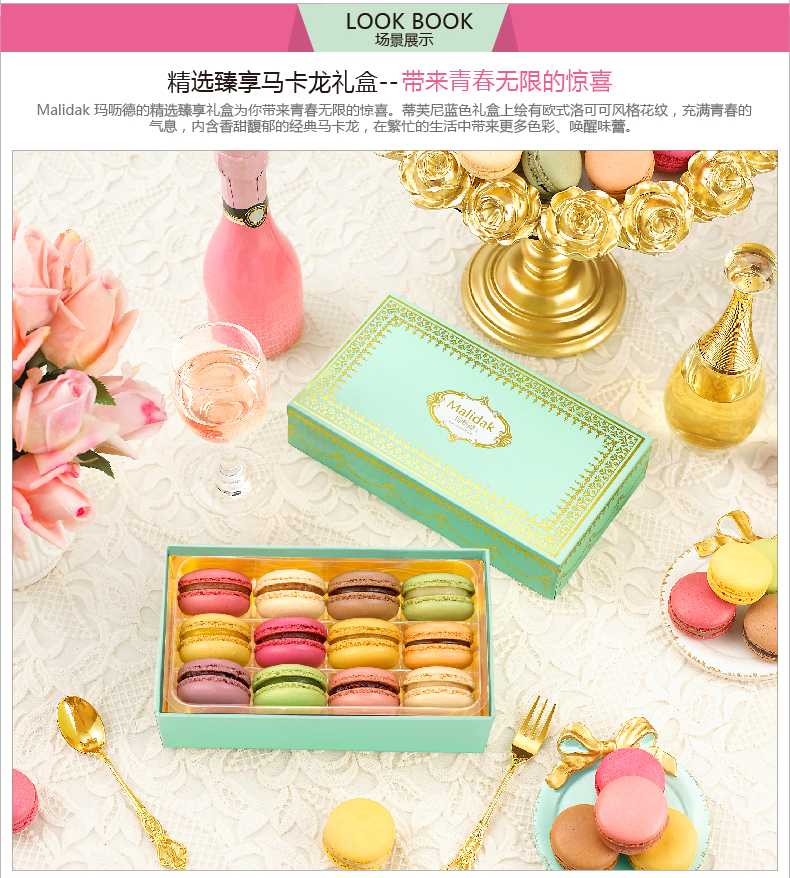 LOOK BOOK
场景展示
精选臻享马卡龙礼盒--带来青春无限的惊喜
Malidak 玛呖德的精选臻享礼盒为你带来青春无限的惊喜。蒂芙尼蓝色礼盒上绘有欧式洛可可风格花纹，充满青春的
气息，内含香甜馥郁的经典马卡龙，在繁忙的生活中带来更多色彩、唤醒味蕾。
Malidak
玛呖德